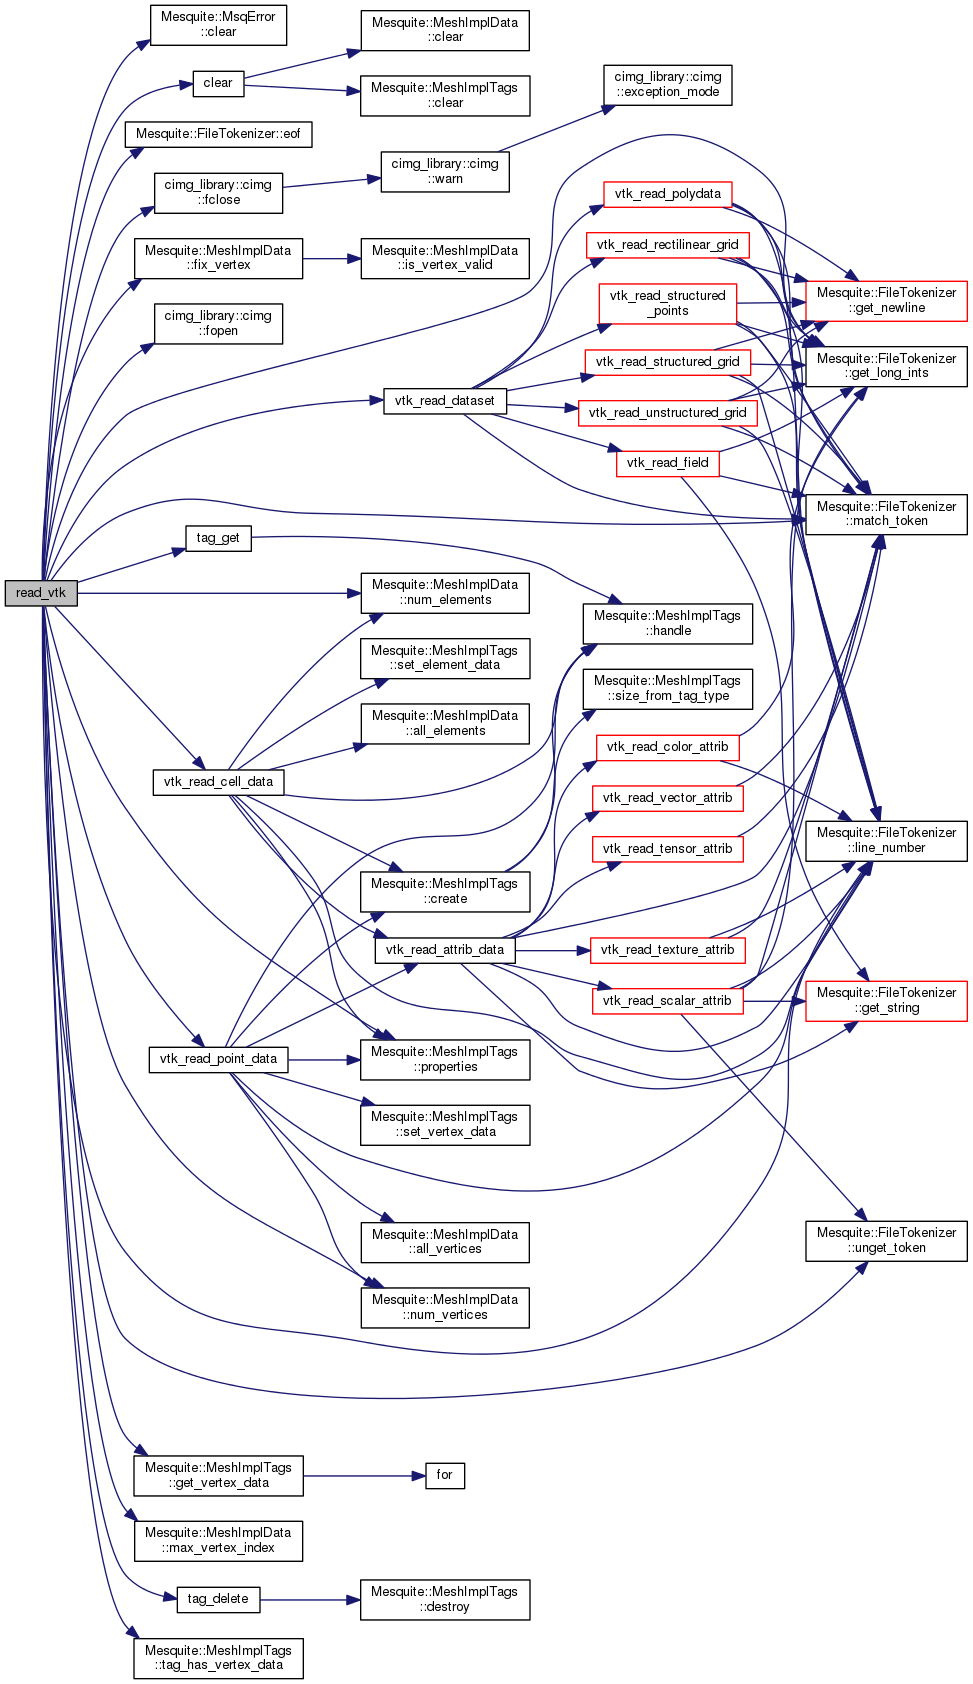 Mesquite::MsqError
::clear
Mesquite::MeshImplData
::clear
clear
Mesquite::MeshImplTags
::clear
cimg_library::cimg
::exception_mode
Mesquite::FileTokenizer::eof
cimg_library::cimg
::warn
cimg_library::cimg
::fclose
vtk_read_polydata
Mesquite::MeshImplData
::fix_vertex
Mesquite::MeshImplData
::is_vertex_valid
vtk_read_rectilinear_grid
vtk_read_structured
_points
Mesquite::FileTokenizer
::get_newline
cimg_library::cimg
::fopen
vtk_read_structured_grid
Mesquite::FileTokenizer
::get_long_ints
vtk_read_dataset
vtk_read_unstructured_grid
vtk_read_field
Mesquite::FileTokenizer
::match_token
tag_get
read_vtk
Mesquite::MeshImplData
::num_elements
Mesquite::MeshImplTags
::handle
Mesquite::MeshImplTags
::set_element_data
Mesquite::MeshImplTags
::size_from_tag_type
Mesquite::MeshImplData
::all_elements
vtk_read_color_attrib
vtk_read_cell_data
vtk_read_vector_attrib
vtk_read_tensor_attrib
Mesquite::FileTokenizer
::line_number
Mesquite::MeshImplTags
::create
vtk_read_attrib_data
vtk_read_texture_attrib
vtk_read_scalar_attrib
Mesquite::FileTokenizer
::get_string
vtk_read_point_data
Mesquite::MeshImplTags
::properties
Mesquite::MeshImplTags
::set_vertex_data
Mesquite::MeshImplData
::all_vertices
Mesquite::FileTokenizer
::unget_token
Mesquite::MeshImplData
::num_vertices
Mesquite::MeshImplTags
::get_vertex_data
for
Mesquite::MeshImplData
::max_vertex_index
tag_delete
Mesquite::MeshImplTags
::destroy
Mesquite::MeshImplTags
::tag_has_vertex_data